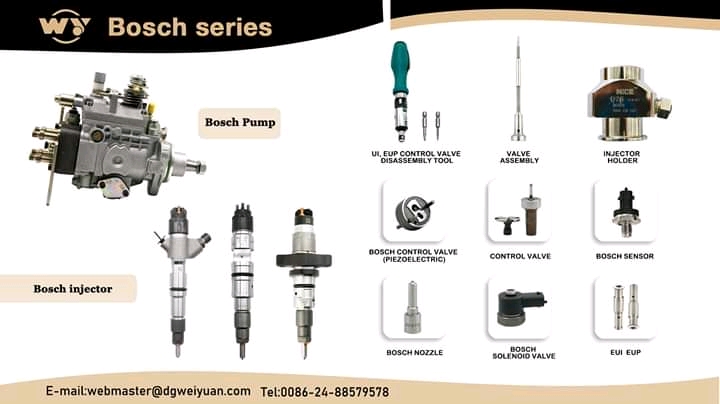 WY Bosch series
Bosch Pump
Bosch injector
UI, EUP CONTROL VALVE
DISASSEMBLY TOOL
VALVE
ASSEMBLY
INJECTOR
HOLDER
BOSCH CONTROL VALVE
(PIEZOELECTRIC)
CONTROL VALVE
BOSCH SENSOR
BOSCH NOZZLE
BOSCH
SOLENOID VALVE
EUI EUP
E-mail:webmaster@dgweiyuan.com Tel:0086-24-88579578